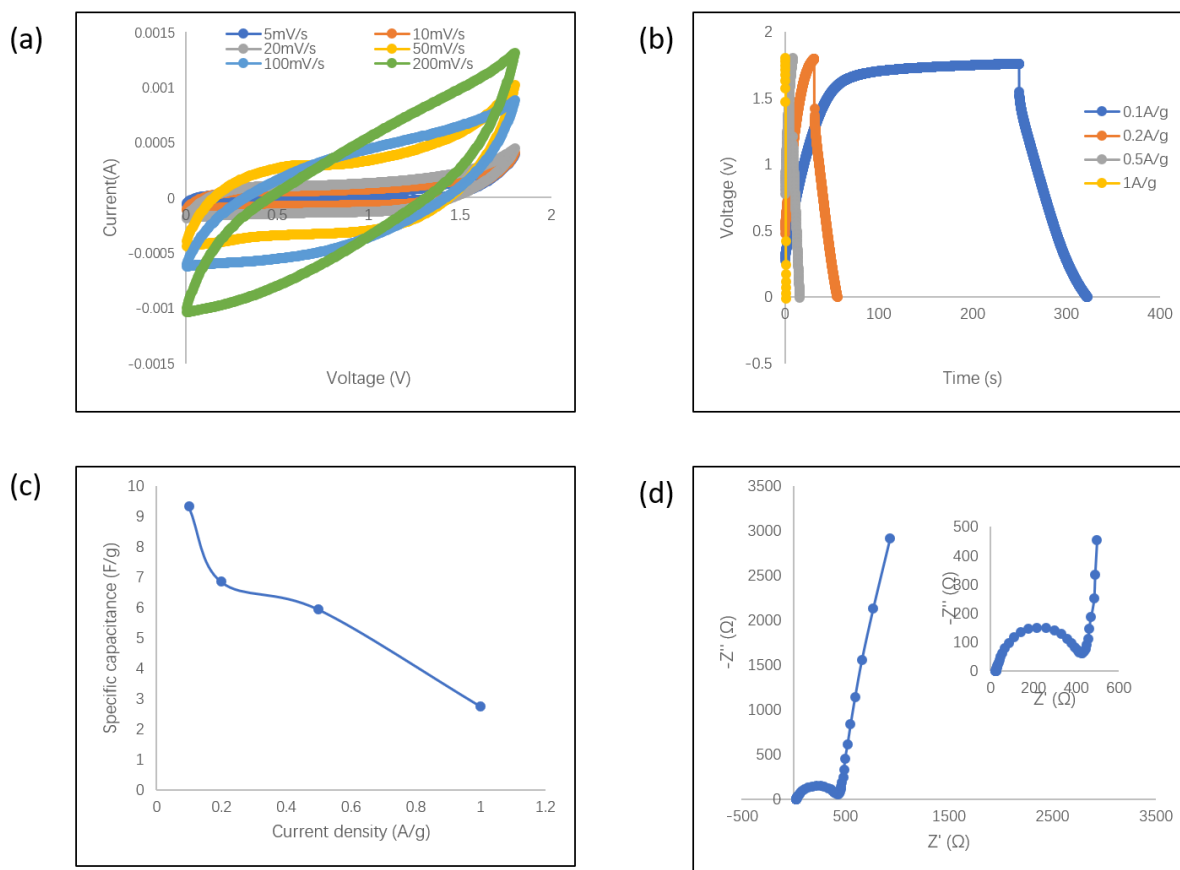 (a)
0.0015
0.001
0.0005
0
-0.0005
-0.001
-0.0015
0
0.5
1
1.5
2
Current(A)
Voltage (V)
5mV/s
10mV/s
20mV/s
50mV/s
100mV/s
200mV/s
(b)
2
1.5
1
0.5
0
-0.5
0
100
200
300
400
Voltage (v)
Time (s)
0.1A/g
0.2A/g
0.5A/g
1A/g
(c)
10
9
8
7
6
5
4
3
2
1
0
0
0.2
0.4
0.6
0.8
1
1.2
Specific capacitance (F/g)
Current density (A/g)
(d)
3500
3000
2500
2000
1500
1000
500
0
-500
500
1500
2500
3500
-Z'' (Ω)
Z' (Ω)
500
400
300
200
100
0
0
200
400
600
-Z'' (Ω)
Z' (Ω)